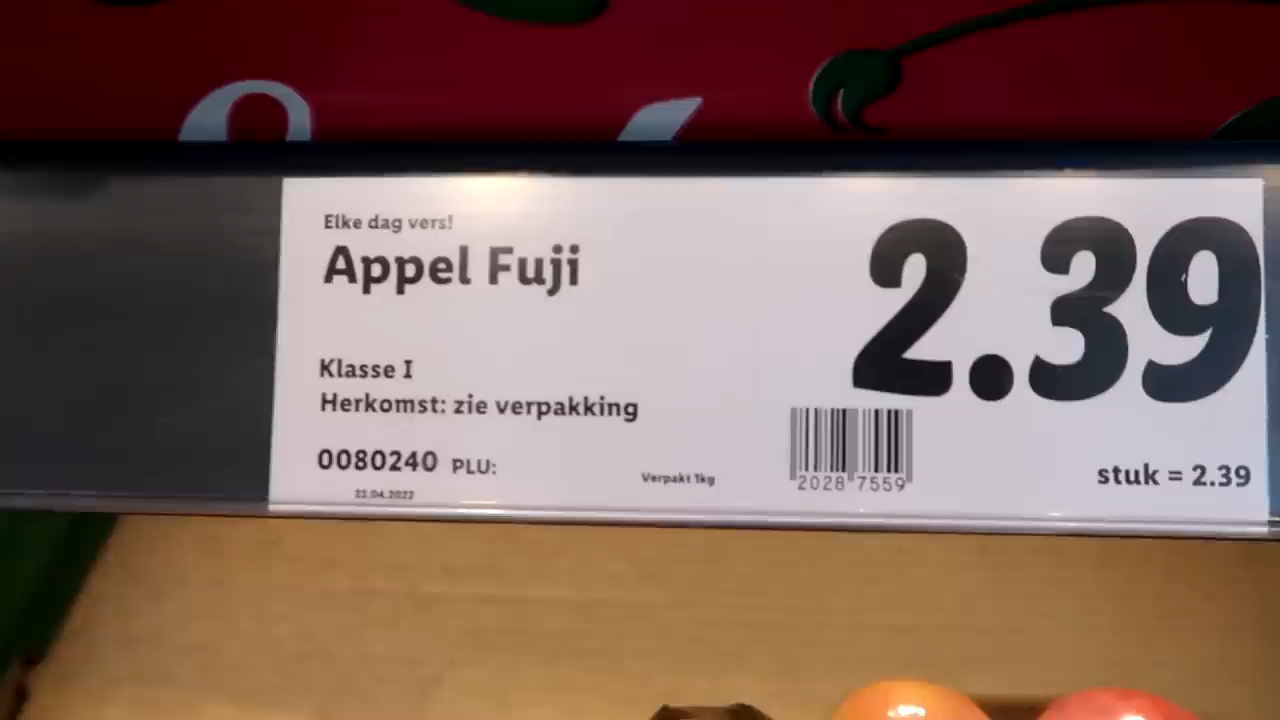 Elke dag vers!
Appel Fuji
2.39
Klasse I
Herkomst: zie verpakking
0080240 PLU:
22.04.2022
Verpakt 1kg
2028 7559
stuk = 2.39